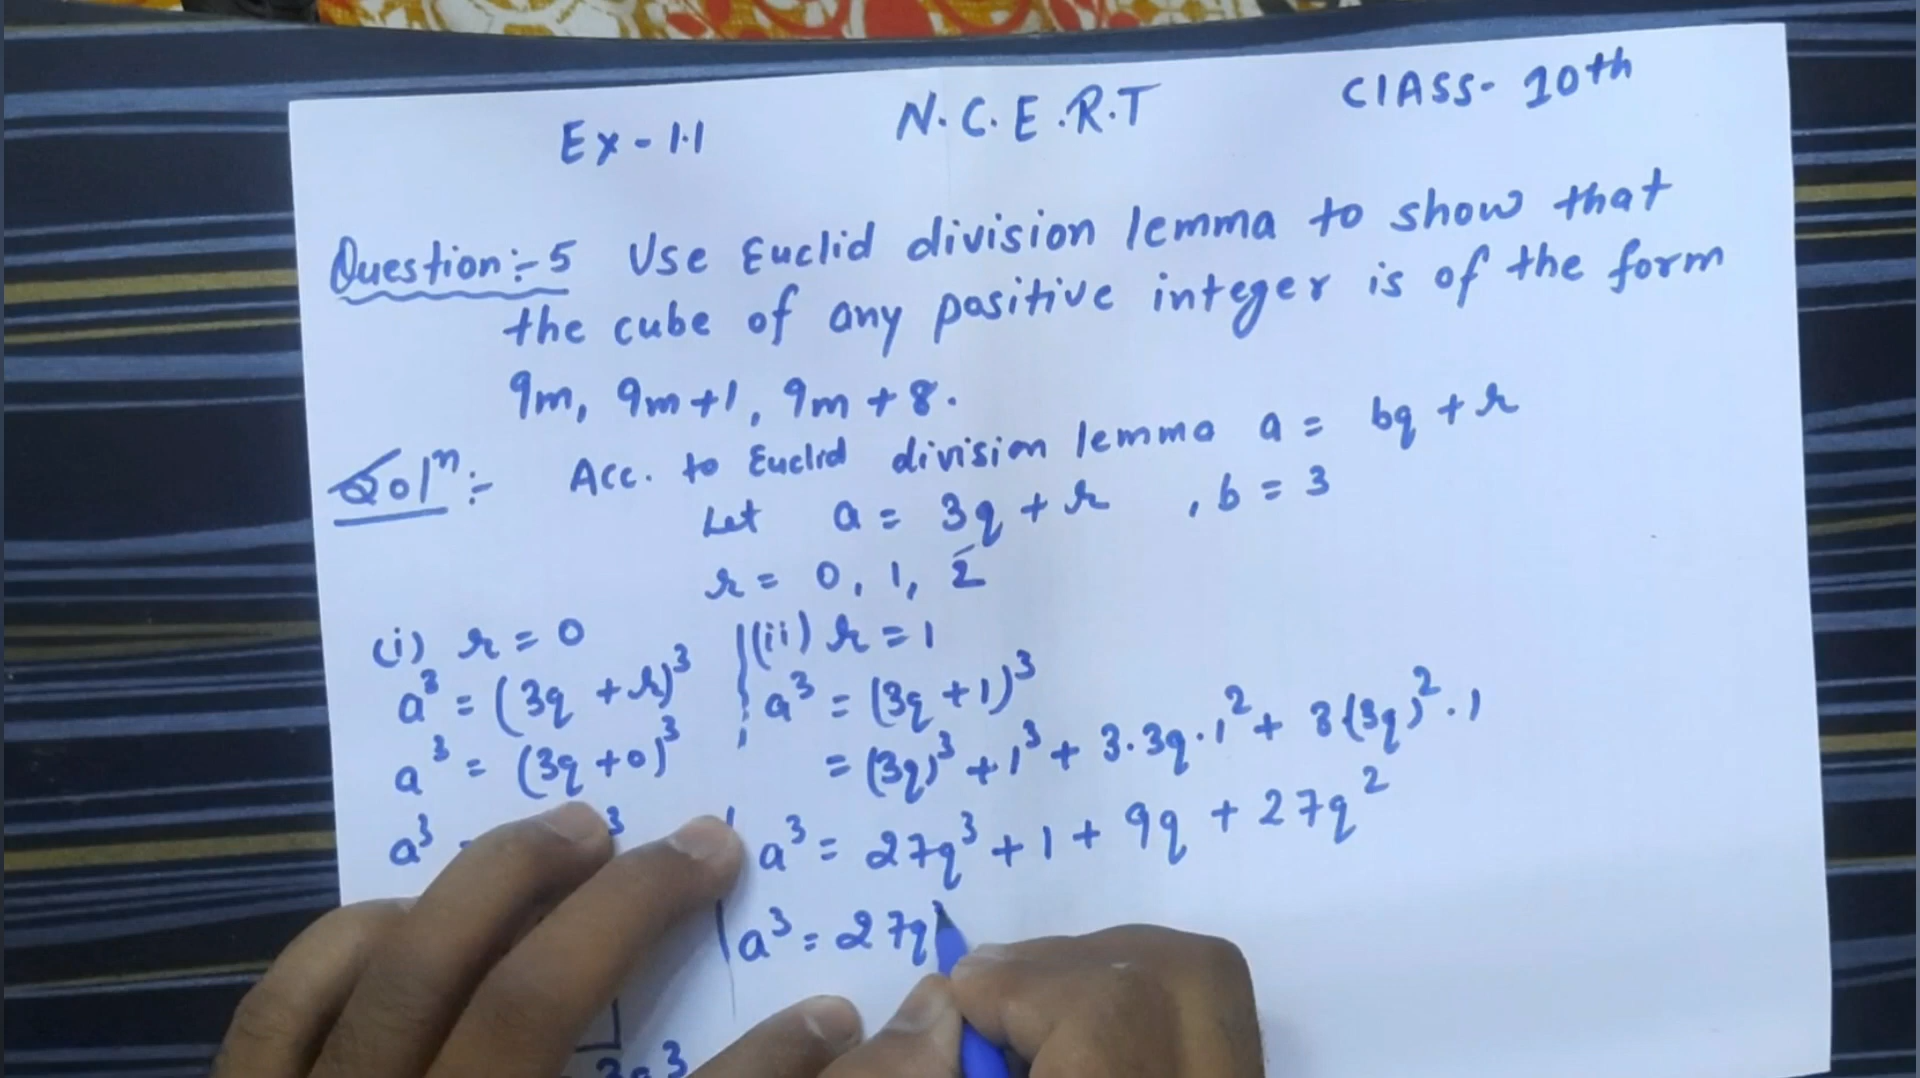 Ex - 1.1 N.C.E.R.T CLASS- 10th
Question:- 5 Use Euclid division lemma to show that
the cube of any positive integer is of the form
9m, 9m+1, 9m + 8.
Solⁿ:- Acc. to Euclid division lemma a = bq + r
Let a = 3q + r , b = 3
r = 0, 1, 2
(i) r = 0
a³ = (3q + r)³
a³ = (3q + 0)³
a³ = ³
3q³
(ii) r = 1
a³ = (3q + 1)³
= (3q)³ + 1³ + 3·3q·1² + 3(3q)²·1
a³ = 27q³ + 1 + 9q + 27q²
a³ = 27q